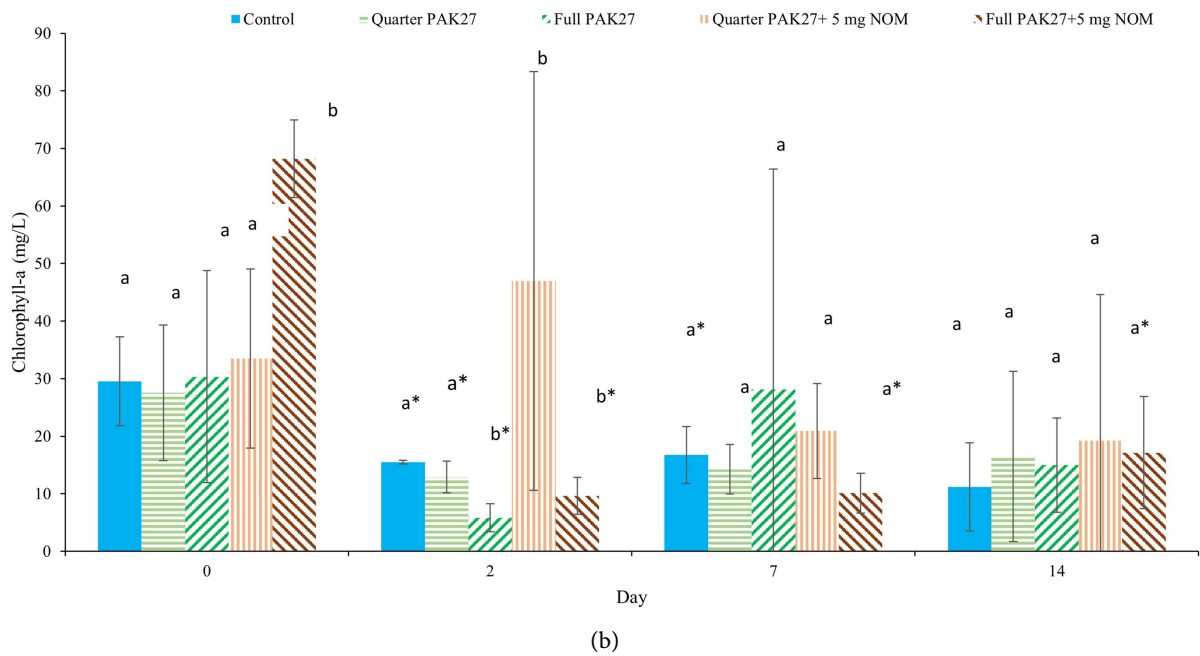 Control Quarter PAK27 Full PAK27 Quarter PAK27+ 5 mg NOM Full PAK27+5 mg NOM
90
80
70
60
50
40
30
20
10
0
Chlorophyll-a (mg/L)
a a a a b
a* a* b* b b*
a* a a a a*
a a a a a*
0 2 7 14
Day
(b)